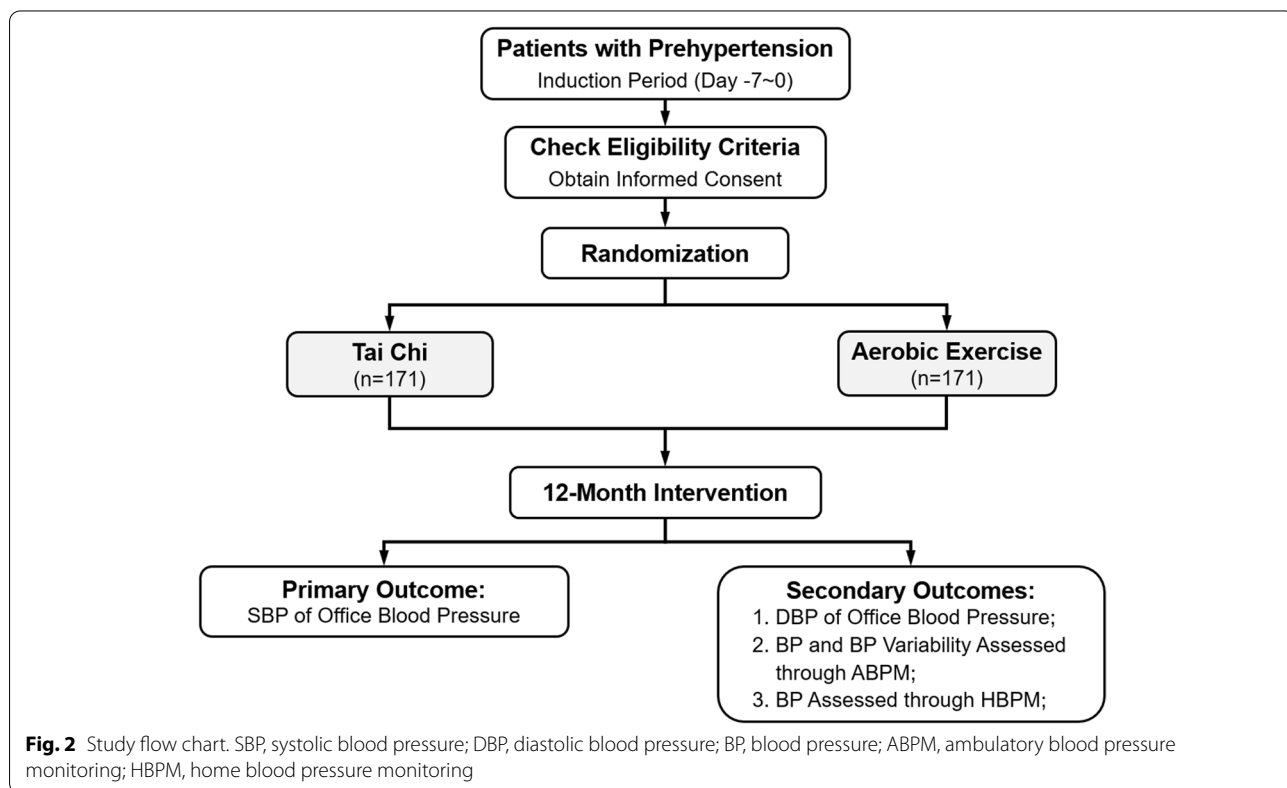 Patients with Prehypertension
Induction Period (Day -7~0)
Check Eligibility Criteria
Obtain Informed Consent
Randomization
Tai Chi
(n=171)
Aerobic Exercise
(n=171)
12-Month Intervention
Primary Outcome:
SBP of Office Blood Pressure
Secondary Outcomes:
1. DBP of Office Blood Pressure;
2. BP and BP Variability Assessed
through ABPM;
3. BP Assessed through HBPM;
Fig. 2 Study flow chart. SBP, systolic blood pressure; DBP, diastolic blood pressure; BP, blood pressure; ABPM, ambulatory blood pressure
monitoring; HBPM, home blood pressure monitoring